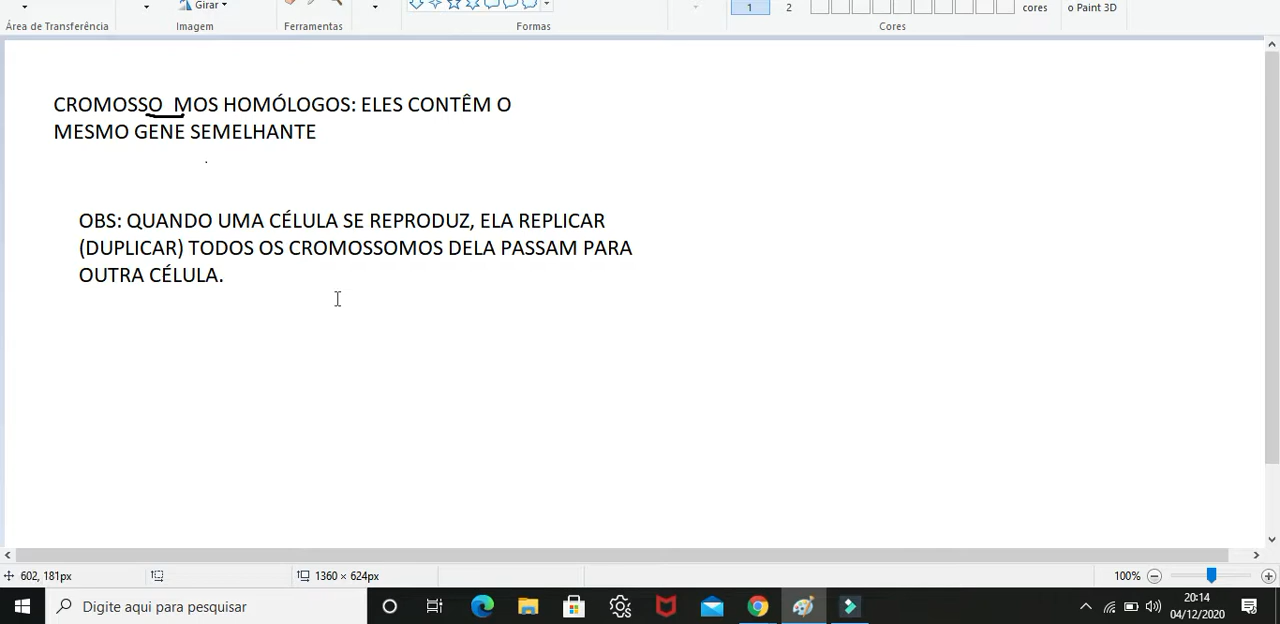 Girar
Área de Transferência
Imagem
Ferramentas
Formas
1
2
cores
o Paint 3D
Cores
CROMOSSO MOS HOMÓLOGOS: ELES CONTÊM O
MESMO GENE SEMELHANTE
OBS: QUANDO UMA CÉLULA SE REPRODUZ, ELA REPLICAR
(DUPLICAR) TODOS OS CROMOSSOMOS DELA PASSAM PARA
OUTRA CÉLULA.
602, 181px
1360 × 624px
100%
Digite aqui para pesquisar
20:14
04/12/2020